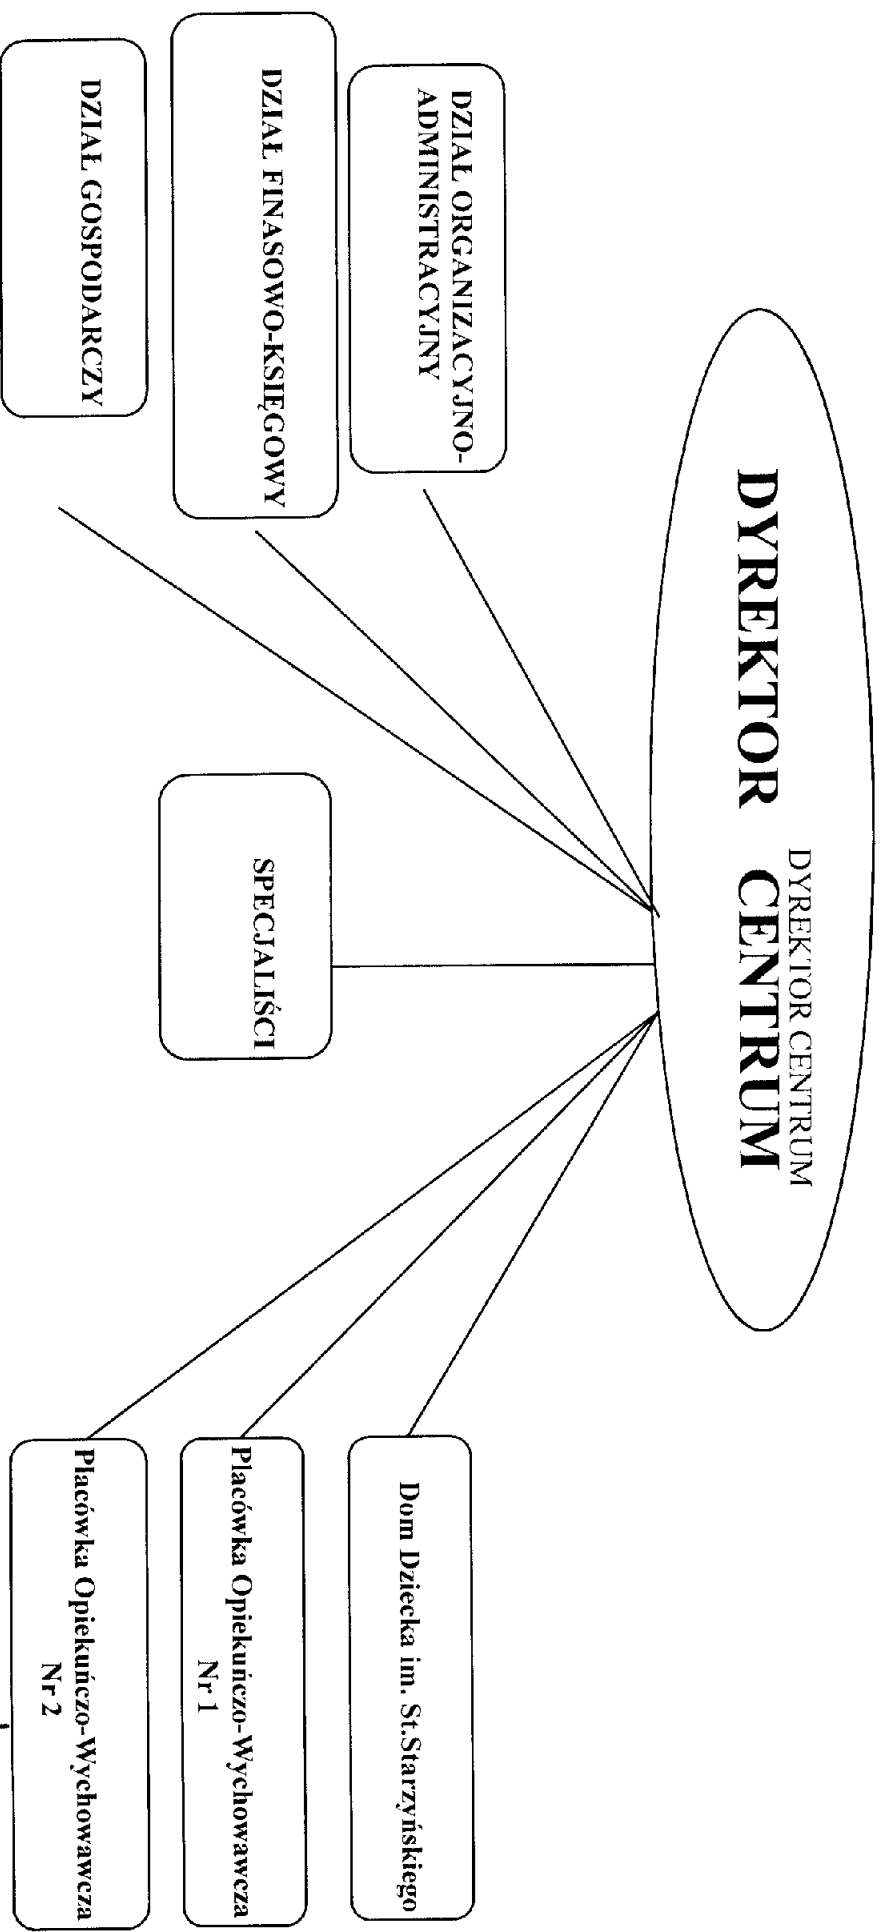 DYREKTOR CENTRUM
DYREKTOR CENTRUM
DZIAŁ ORGANIZACYJNO-
ADMINISTRACYJNY
DZIAŁ FINASOWO-KSIĘGOWY
DZIAŁ GOSPODARCZY
SPECJALIŚCI
Dom Dziecka im. St.Starzyńskiego
Placówka Opiekuńczo-Wychowawcza
Nr 1
Placówka Opiekuńczo-Wychowawcza
Nr 2